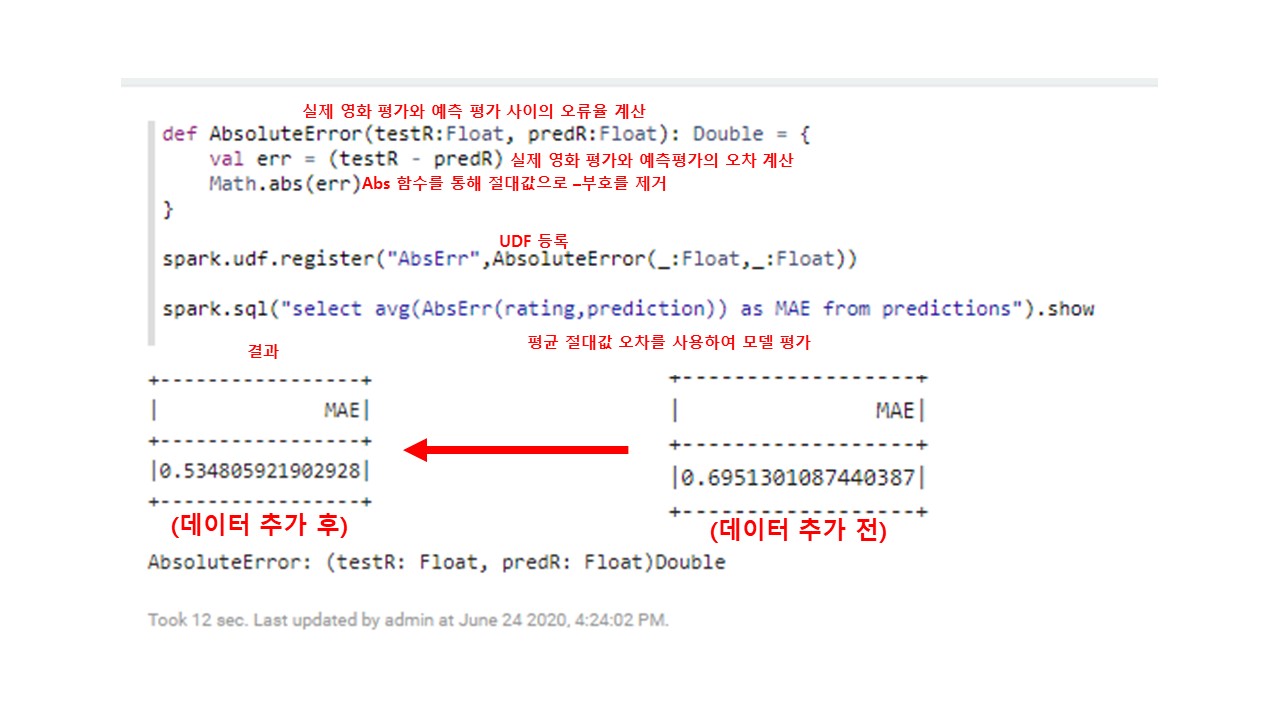 실제 영화 평가와 예측 평가 사이의 오류율 계산
def AbsoluteError(testR:Float, predR:Float): Double = {
val err = (testR - predR) 실제 영화 평가와 예측평가의 오차 계산
Math.abs(err)Abs 함수를 통해 절대값으로 –부호를 제거
}
UDF 등록
spark.udf.register("AbsErr",AbsoluteError(_:Float,_:Float))
spark.sql("select avg(AbsErr(rating,prediction)) as MAE from predictions").show
평균 절대값 오차를 사용하여 모델 평가
결과
+-----------------+
| MAE|
+-----------------+
|0.534805921902928|
+-----------------+
(데이터 추가 후)
+------------------+
| MAE|
+------------------+
|0.6951301087440387|
+------------------+
(데이터 추가 전)
AbsoluteError: (testR: Float, predR: Float)Double
Took 12 sec. Last updated by admin at June 24 2020, 4:24:02 PM.